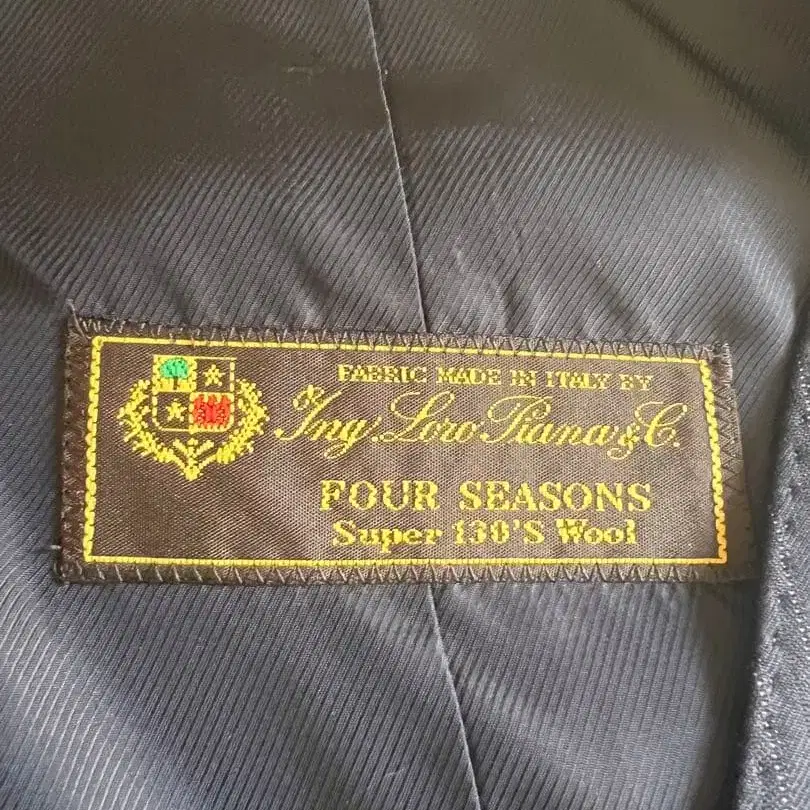 FABRIC MADE IN ITALY BY
Ing. Loro Piana & C.
FOUR SEASONS
Super 130'S Wool